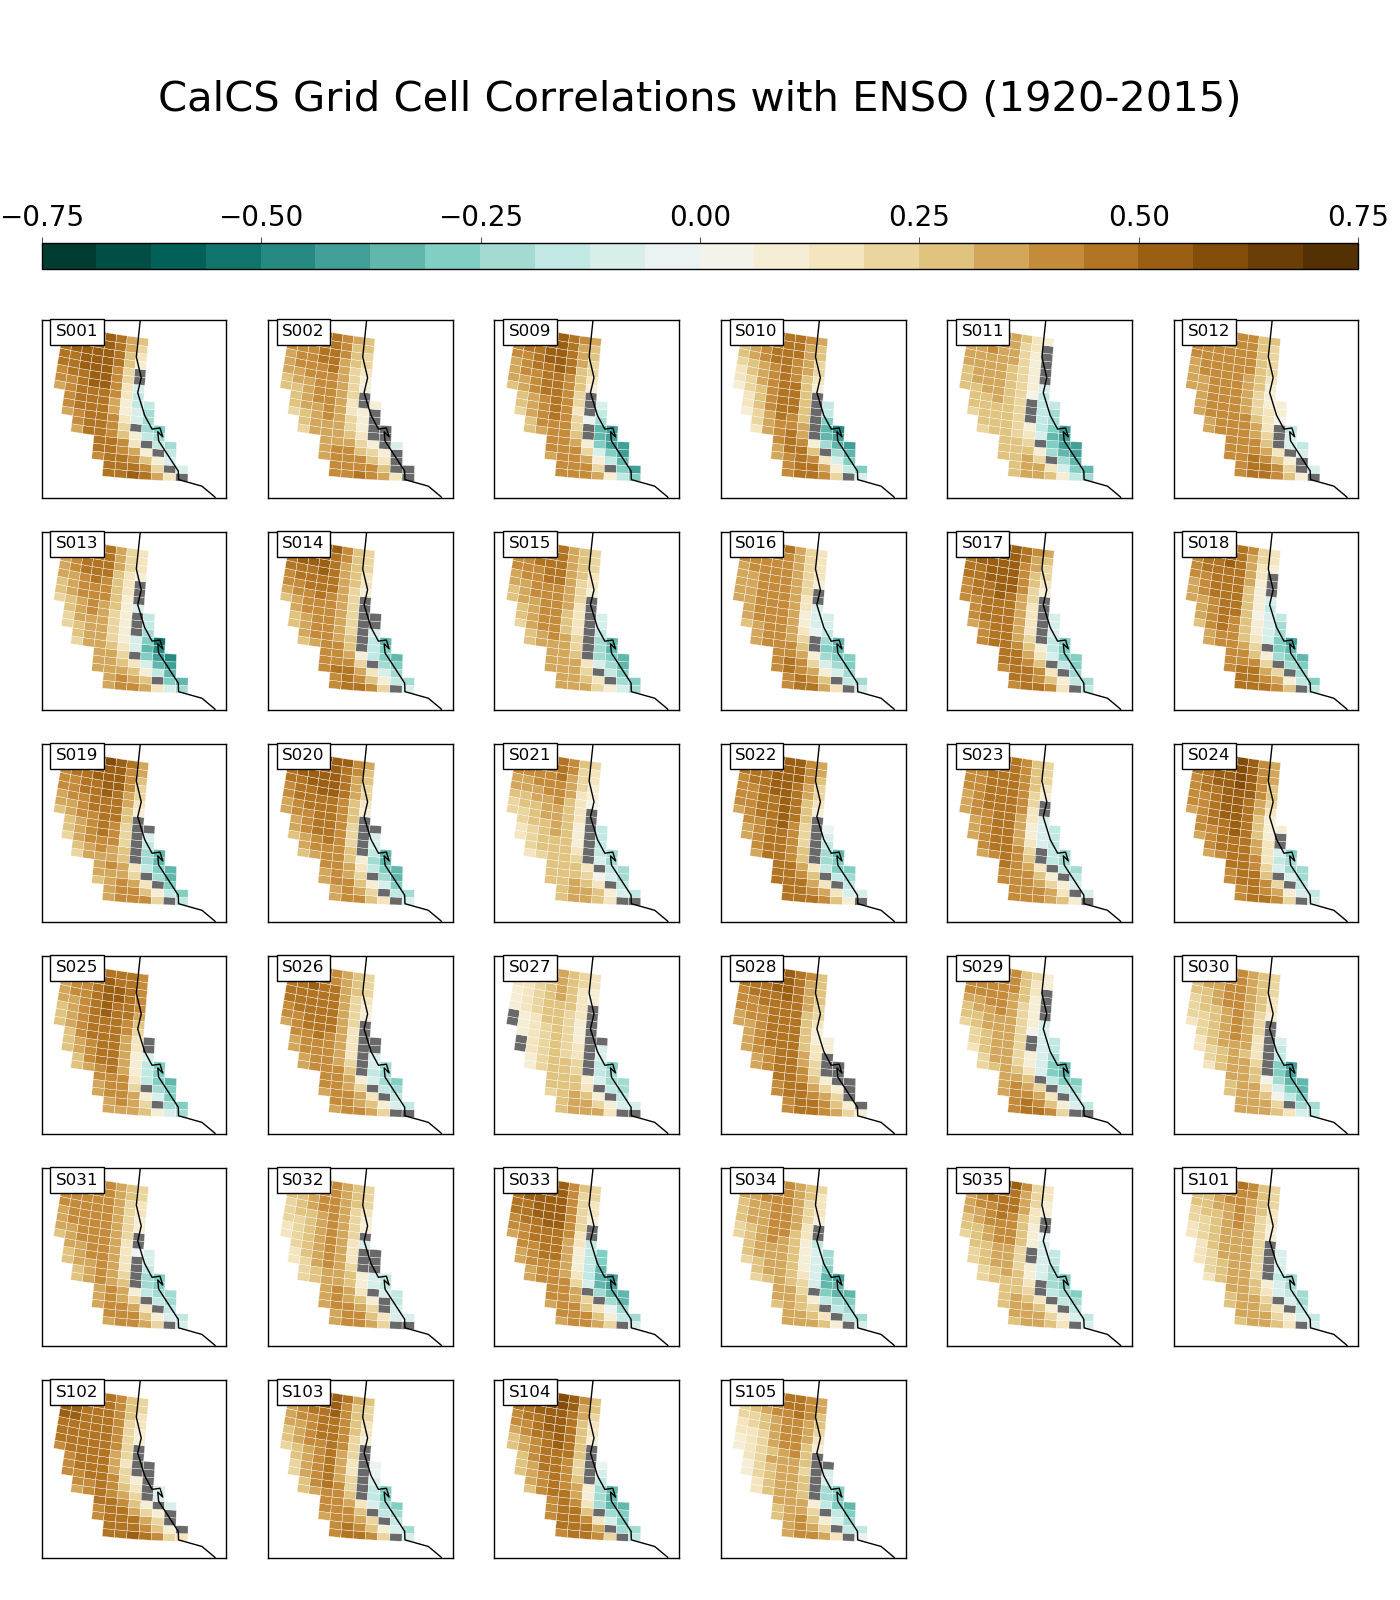 CalCS Grid Cell Correlations with ENSO (1920-2015)
−0.75 −0.50 −0.25 0.00 0.25 0.50 0.75
S001 S002 S009 S010 S011 S012
S013 S014 S015 S016 S017 S018
S019 S020 S021 S022 S023 S024
S025 S026 S027 S028 S029 S030
S031 S032 S033 S034 S035 S101
S102 S103 S104 S105